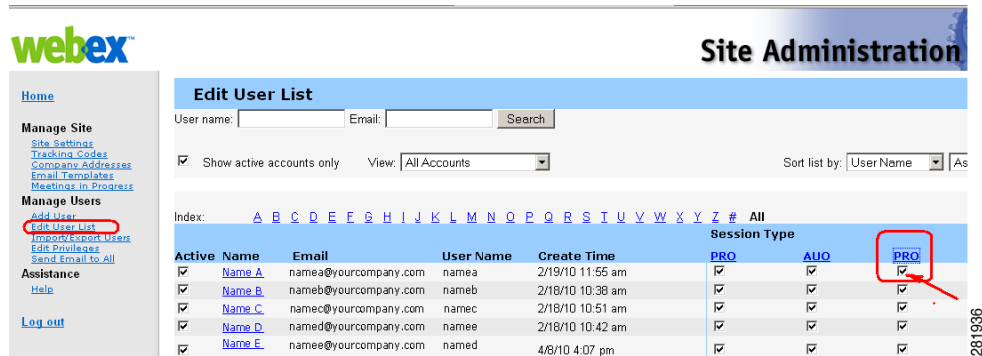 webex™
Site Administration
Home
Manage Site
Site Settings
Tracking Codes
Company Addresses
Email Templates
Meetings in Progress
Manage Users
Add User
Edit User List
Import/Export Users
Edit Privileges
Send Email to All
Assistance
Help
Log out
Edit User List
User name: Email: Search
Show active accounts only View: All Accounts Sort list by: User Name As
Index: A B C D E F G H I J K L M N O P Q R S T U V W X Y Z # All
Session Type
Active Name Email User Name Create Time PRO AUO PRO
Name A namea@yourcompany.com namea 2/19/10 11:55 am
Name B nameb@yourcompany.com nameb 2/18/10 10:38 am
Name C namec@yourcompany.com namec 2/18/10 10:51 am
Name D named@yourcompany.com namee 2/18/10 10:42 am
Name E namee@yourcompany.com named 4/8/10 4:07 pm
281936